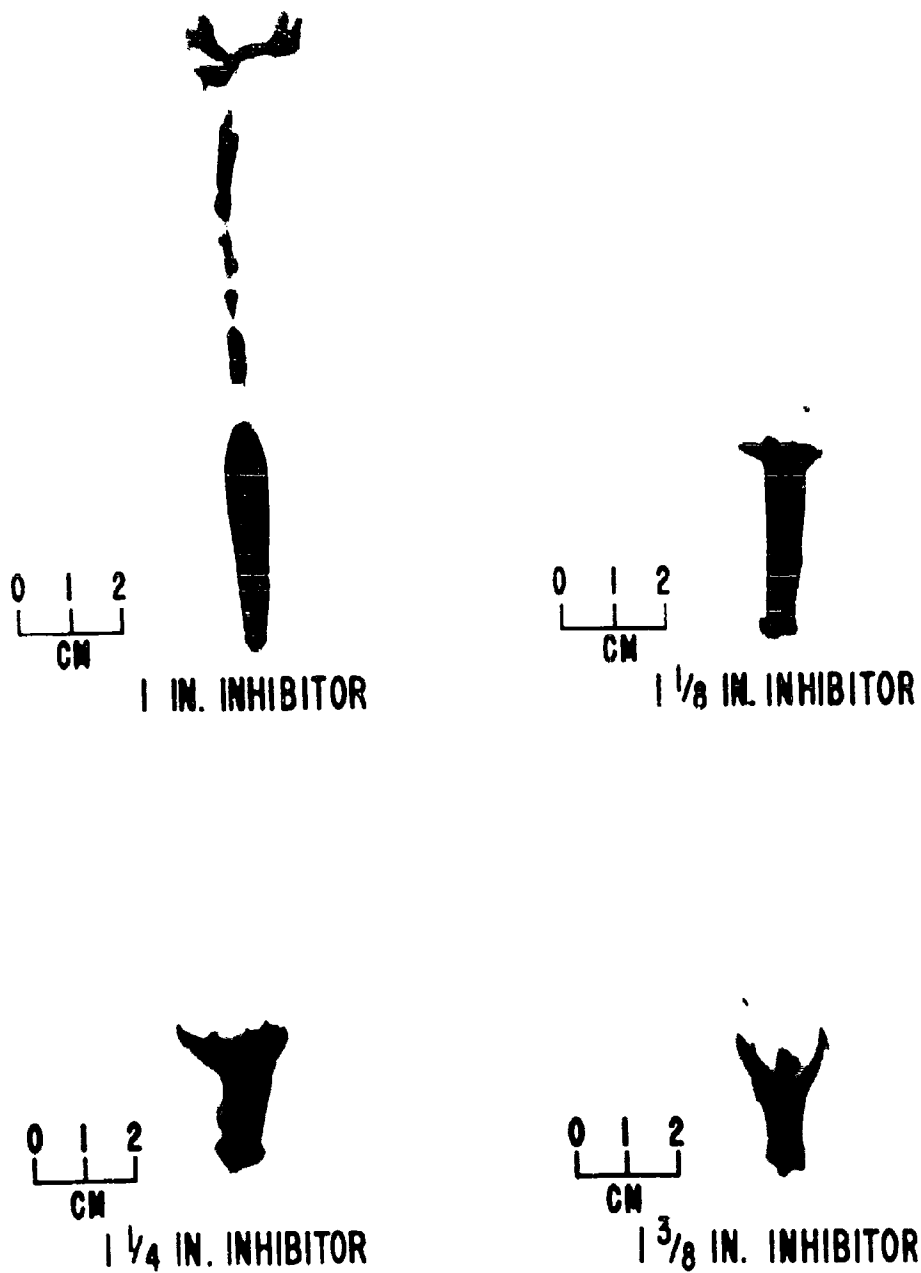 0 1 2
CM
1 IN. INHIBITOR
0 1 2
CM
1 1/8 IN. INHIBITOR
0 1 2
CM
1 1/4 IN. INHIBITOR
0 1 2
CM
1 3/8 IN. INHIBITOR